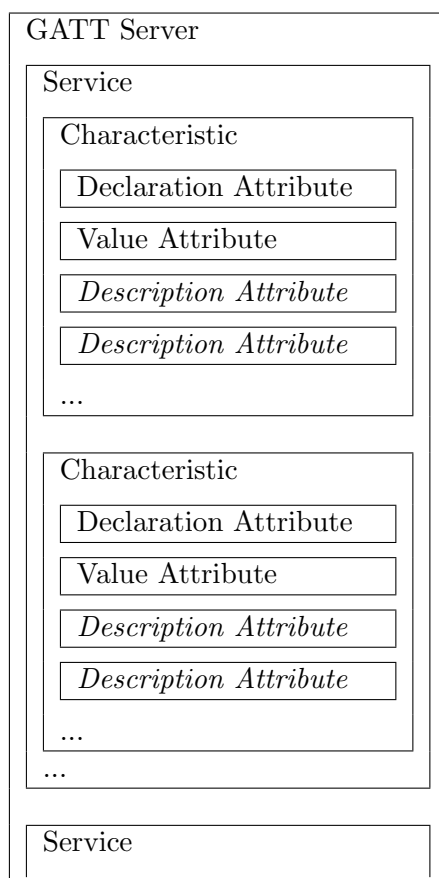 GATT Server
Service
Characteristic
Declaration Attribute
Value Attribute
Description Attribute
Description Attribute
...
Characteristic
Declaration Attribute
Value Attribute
Description Attribute
Description Attribute
...
...
Service